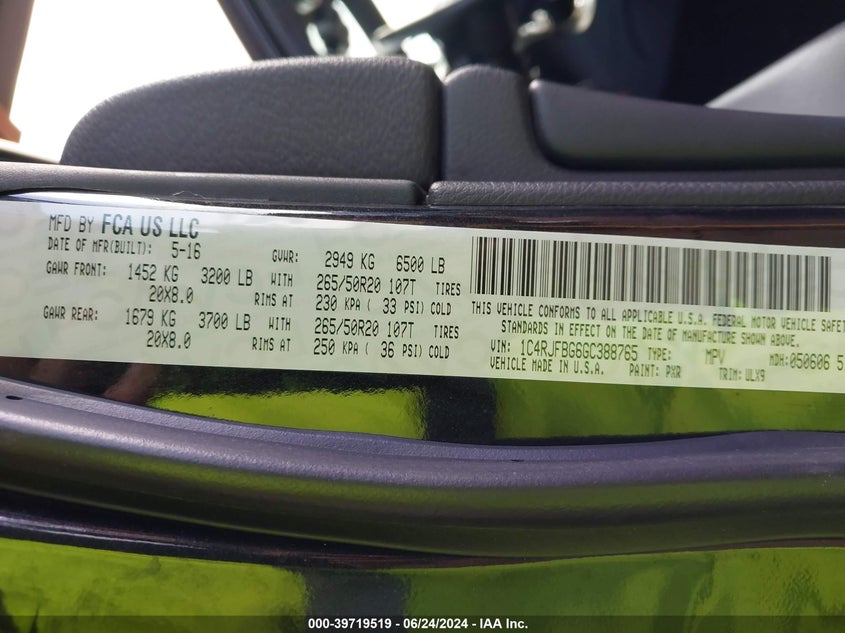 MFD BY FCA US LLC
DATE OF MFR(BUILT): 5-16 GVWR: 2949 KG 6500 LB
GAWR FRONT: 1452 KG 3200 LB WITH 265/50R20 107T TIRES
20X8.0 RIMS AT 230 KPA ( 33 PSI) COLD
GAWR REAR: 1679 KG 3700 LB WITH 265/50R20 107T TIRES
20X8.0 RIMS AT 250 KPA ( 36 PSI) COLD
THIS VEHICLE CONFORMS TO ALL APPLICABLE U.S.A. FEDERAL MOTOR VEHICLE SAFET
STANDARDS IN EFFECT ON THE DATE OF MANUFACTURE SHOWN ABOVE.
VIN: 1C4RJFBG6GC388765 TYPE: MPV MDH:050606 5
VEHICLE MADE IN U.S.A. PAINT: PXR TRIM: ULX9
000-39719519 / 06/24/2024 - IAA Inc.